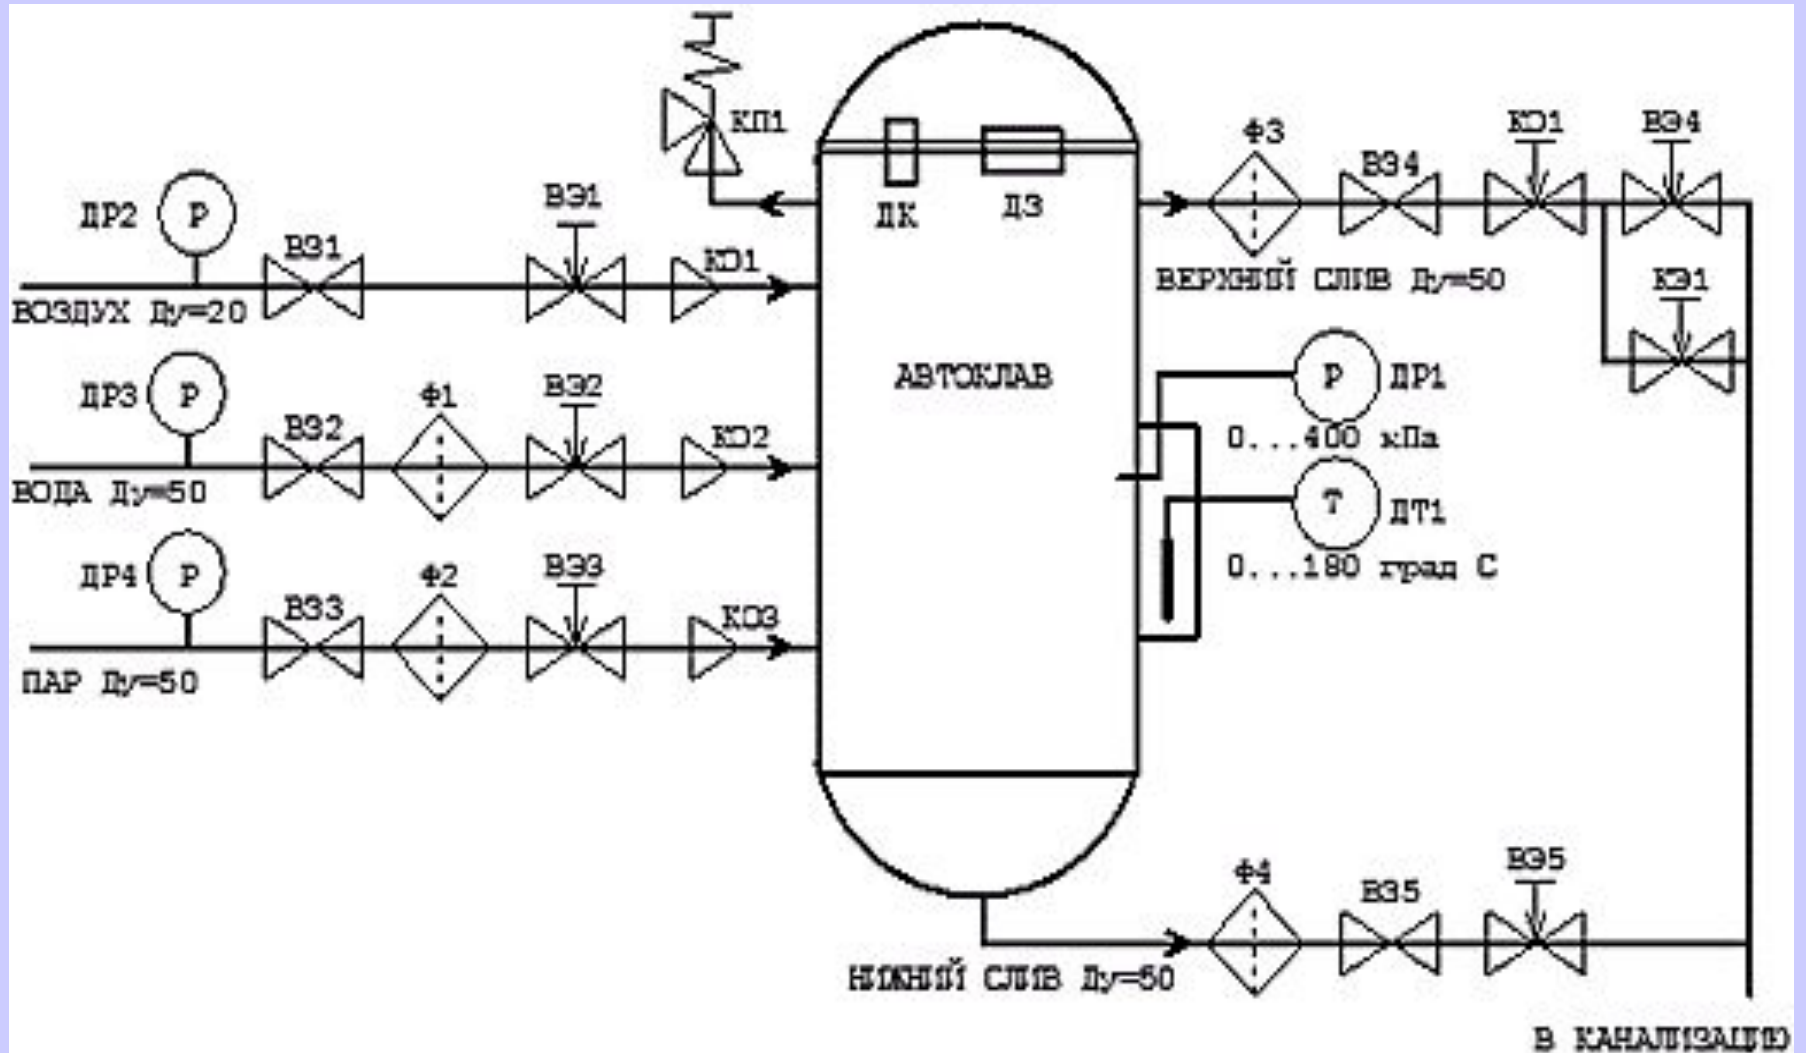 КП1
Ф3
КО1
ВЭ4
ВЗ4
ДР2
Р
ВЭ1
ДК
ДЗ
ВЗ1
КО1
ВЕРХНИЙ СЛИВ Ду=50
КЭ1
ВОЗДУХ Ду=20
АВТОКЛАВ
Р
ДР1
ДР3
Р
Ф1
ВЭ2
ВЗ2
КО2
0...400 кПа
ВОДА Ду=50
Т
ДТ1
ДР4
Р
Ф2
ВЭ3
0...180 град С
ВЗ3
КО3
ПАР Ду=50
Ф4
ВЗ5
ВЭ5
НИЖНИЙ СЛИВ Ду=50
В КАНАЛИЗАЦИЮ